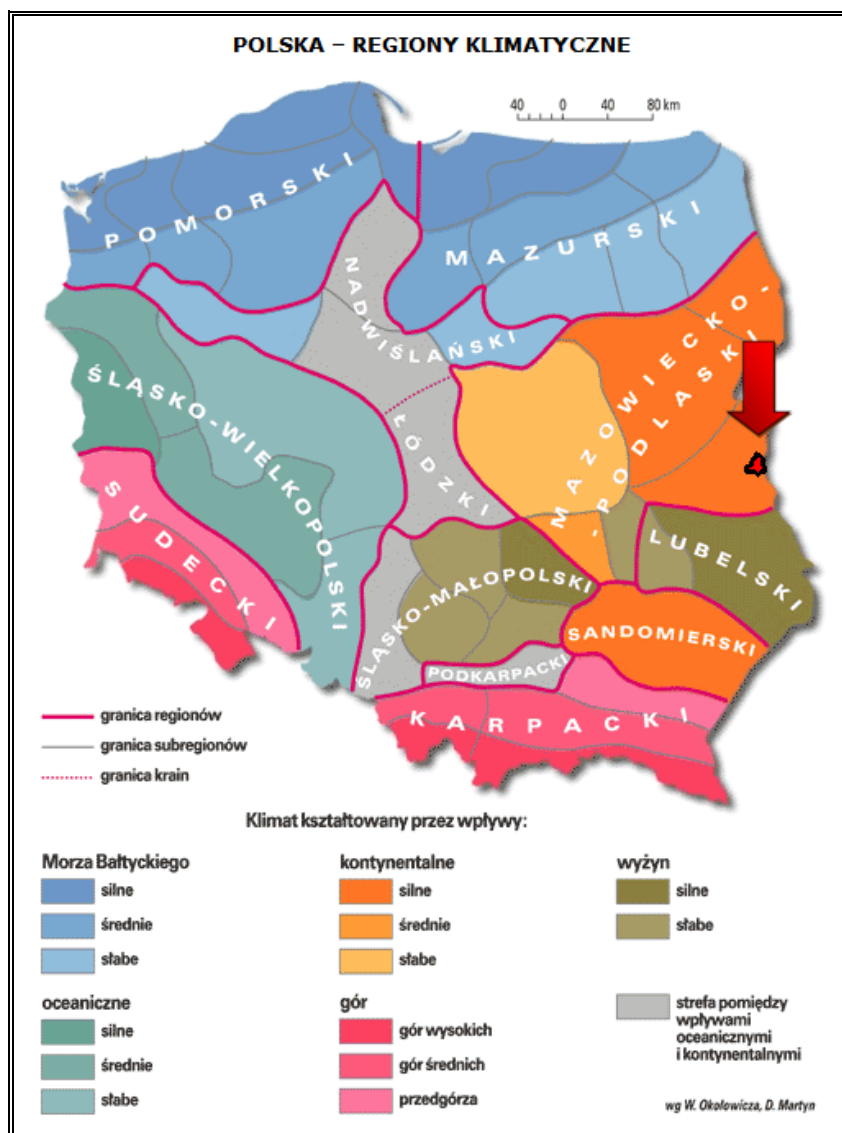 POLSKA – REGIONY KLIMATYCZNE
40 0 40 80 km
POMORSKI
MAZURSKI
NADWIŚLAŃSKI
MAZOWIECKO-
-PODLASKI
ŚLĄSKO-WIELKOPOLSKI
ŁÓDZKI
SUDECKI
LUBELSKI
ŚLĄSKO-MAŁOPOLSKI
SANDOMIERSKI
PODKARPACKI
KARPACKI
granica regionów
granica subregionów
granica krain
Klimat kształtowany przez wpływy:
Morza Bałtyckiego
silne
średnie
słabe
kontynentalne
silne
średnie
słabe
wyżyn
silne
słabe
oceaniczne
silne
średnie
słabe
gór
gór wysokich
gór średnich
przedgórza
strefa pomiędzy
wpływami
oceanicznymi
i kontynentalnymi
wg W. Okołowicza, D. Martyn